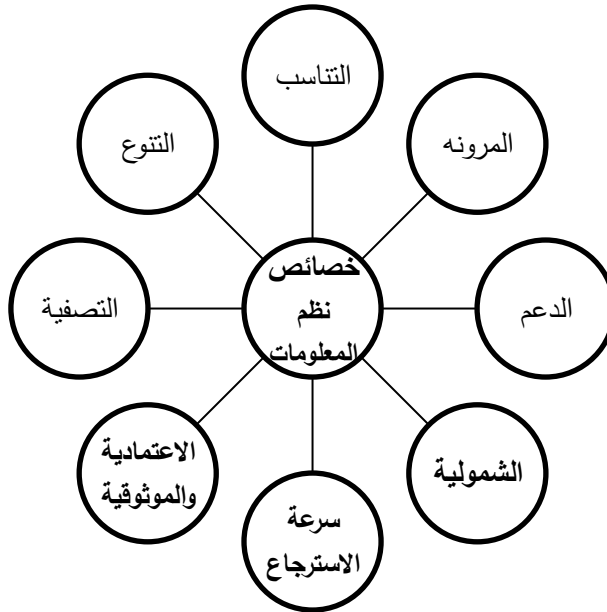 التناسب
المرونه
التنوع
خصائص
نظم
المعلومات
الدعم
التصفية
الشمولية
الاعتمادية
والموثوقية
سرعة
الاسترجاع